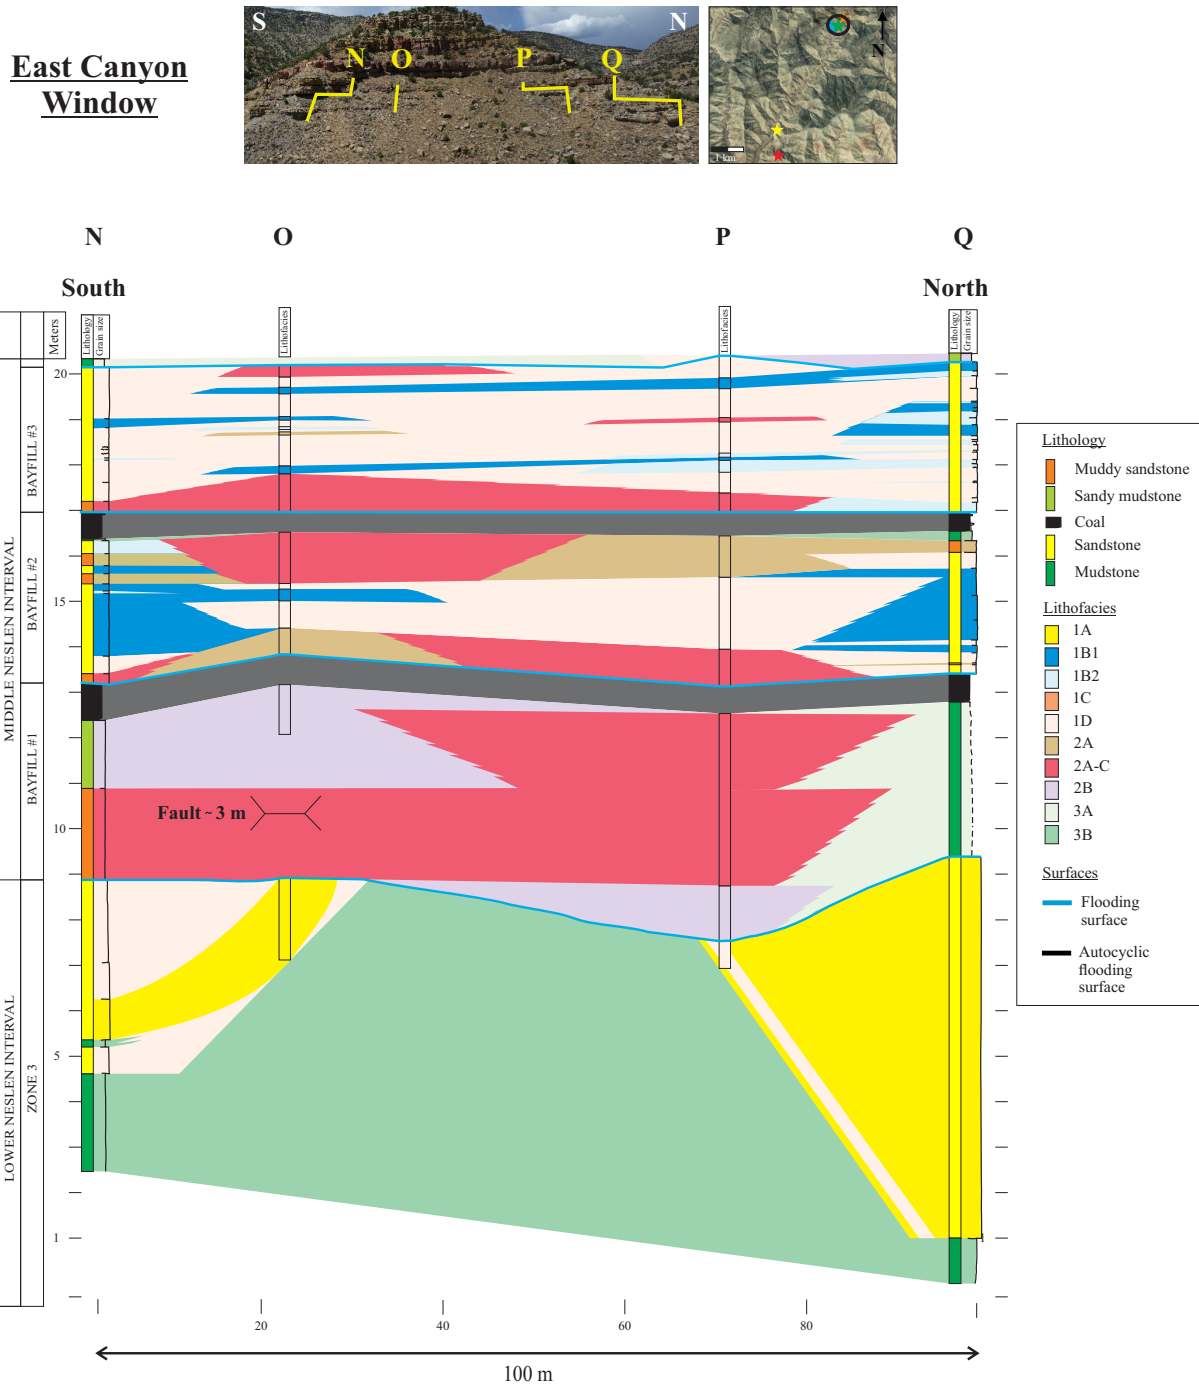 East Canyon
Window
S
N
N
O
P
Q
N
1 km
N
O
P
Q
South
North
Meters
Lithology
Grain size
Lithofacies
Lithofacies
Lithology
Grain size
MIDDLE NESLEN INTERVAL
LOWER NESLEN INTERVAL
BAYFILL #3
BAYFILL #2
BAYFILL #1
ZONE 3
20
15
10
5
1
Fault ~ 3 m
1
Lithology
Muddy sandstone
Sandy mudstone
Coal
Sandstone
Mudstone
Lithofacies
1A
1B1
1B2
1C
1D
2A
2A-C
2B
3A
3B
Surfaces
Flooding
surface
Autocyclic
flooding
surface
20
40
60
80
100 m